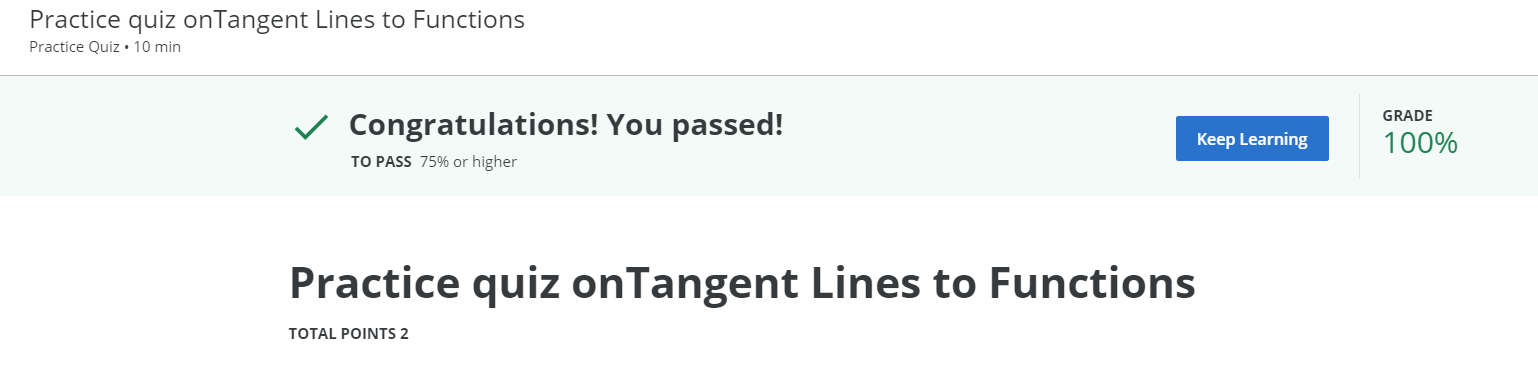 Practice quiz onTangent Lines to Functions
Practice Quiz • 10 min
Congratulations! You passed!
TO PASS 75% or higher
Keep Learning
GRADE
100%
Practice quiz onTangent Lines to Functions
TOTAL POINTS 2